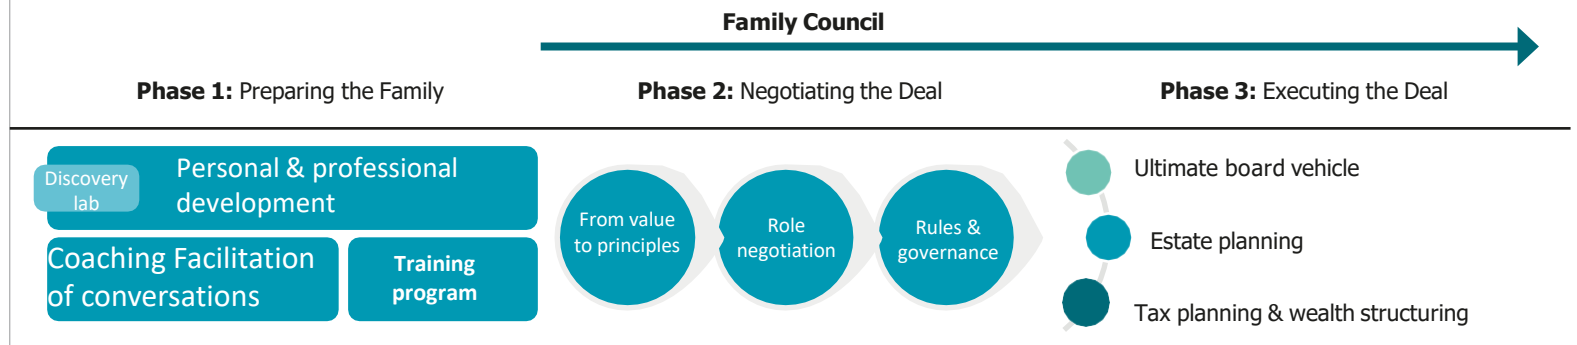 Family Council
Phase 1: Preparing the Family
Phase 2: Negotiating the Deal
Phase 3: Executing the Deal
Discovery
lab
Personal & professional
development
Coaching Facilitation
of conversations
Training
program
From value
to principles
Role
negotiation
Rules &
governance
Ultimate board vehicle
Estate planning
Tax planning & wealth structuring